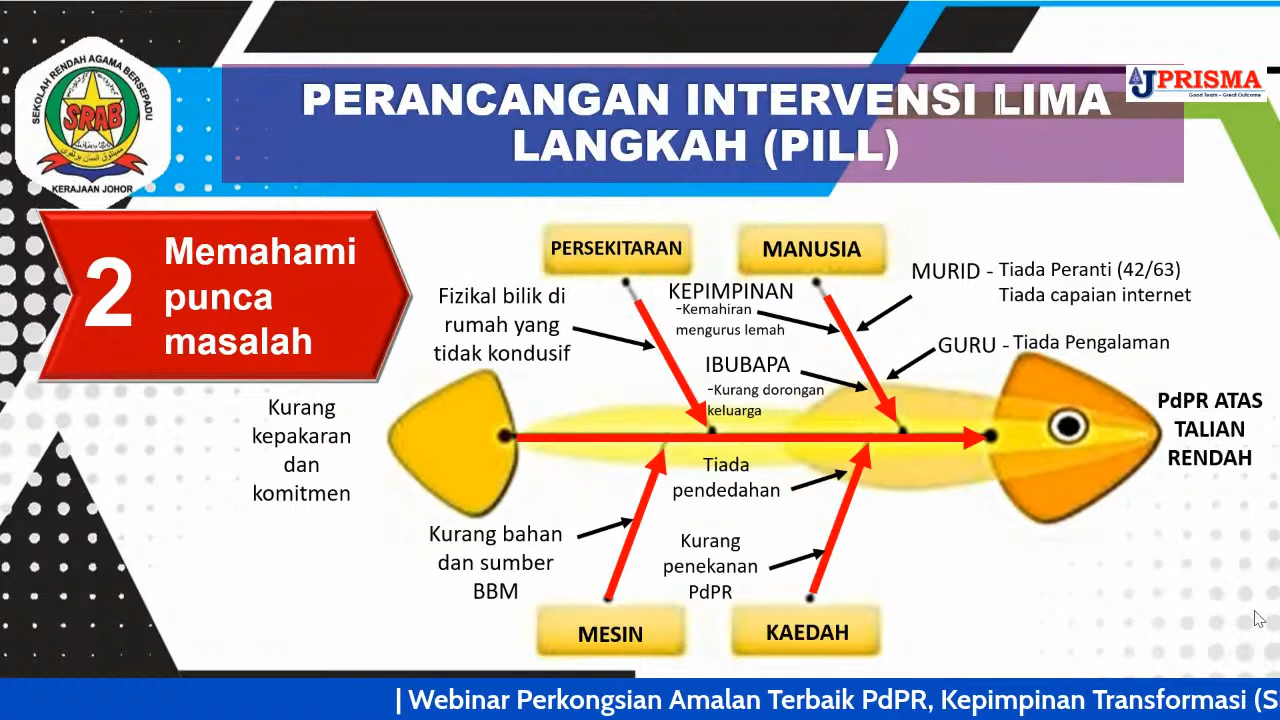 SEKOLAH RENDAH AGAMA BERSEPADU
SRAB
KERAJAAN JOHOR
PERANCANGAN INTERVENSI LIMA
LANGKAH (PILL)
JPRISMA
Good Team – Great Outcome
2
Memahami
punca
masalah
PERSEKITARAN
MANUSIA
Fizikal bilik di
rumah yang
tidak kondusif
KEPIMPINAN
-Kemahiran
mengurus lemah
IBUBAPA
-Kurang dorongan
keluarga
MURID - Tiada Peranti (42/63)
Tiada capaian internet
GURU - Tiada Pengalaman
Kurang
kepakaran
dan
komitmen
PdPR ATAS
TALIAN
RENDAH
Tiada
pendedahan
Kurang bahan
dan sumber
BBM
Kurang
penekanan
PdPR
MESIN
KAEDAH
| Webinar Perkongsian Amalan Terbaik PdPR, Kepimpinan Transformasi (S